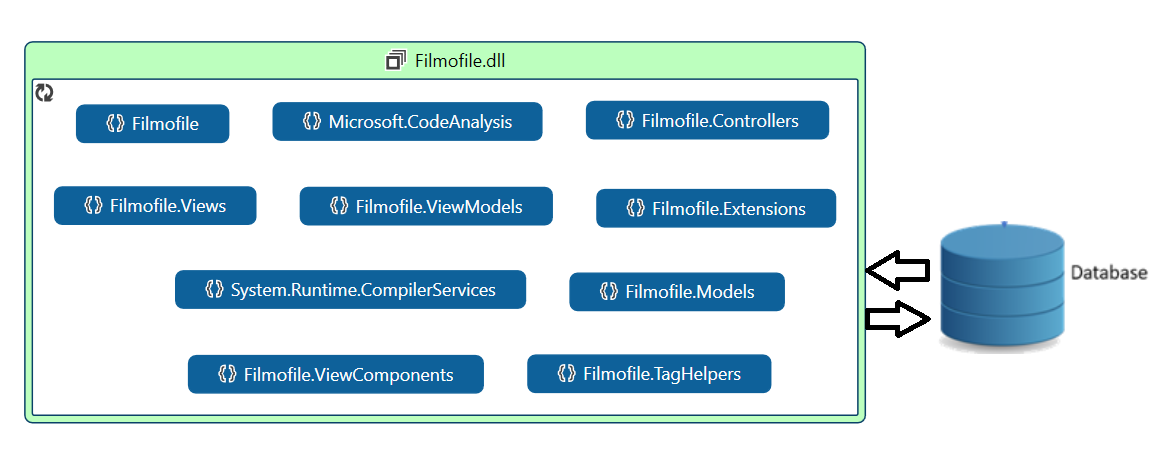 Filmofile.dll
Filmofile
Microsoft.CodeAnalysis
Filmofile.Controllers
Filmofile.Views
Filmofile.ViewModels
Filmofile.Extensions
System.Runtime.CompilerServices
Filmofile.Models
Database
Filmofile.ViewComponents
Filmofile.TagHelpers